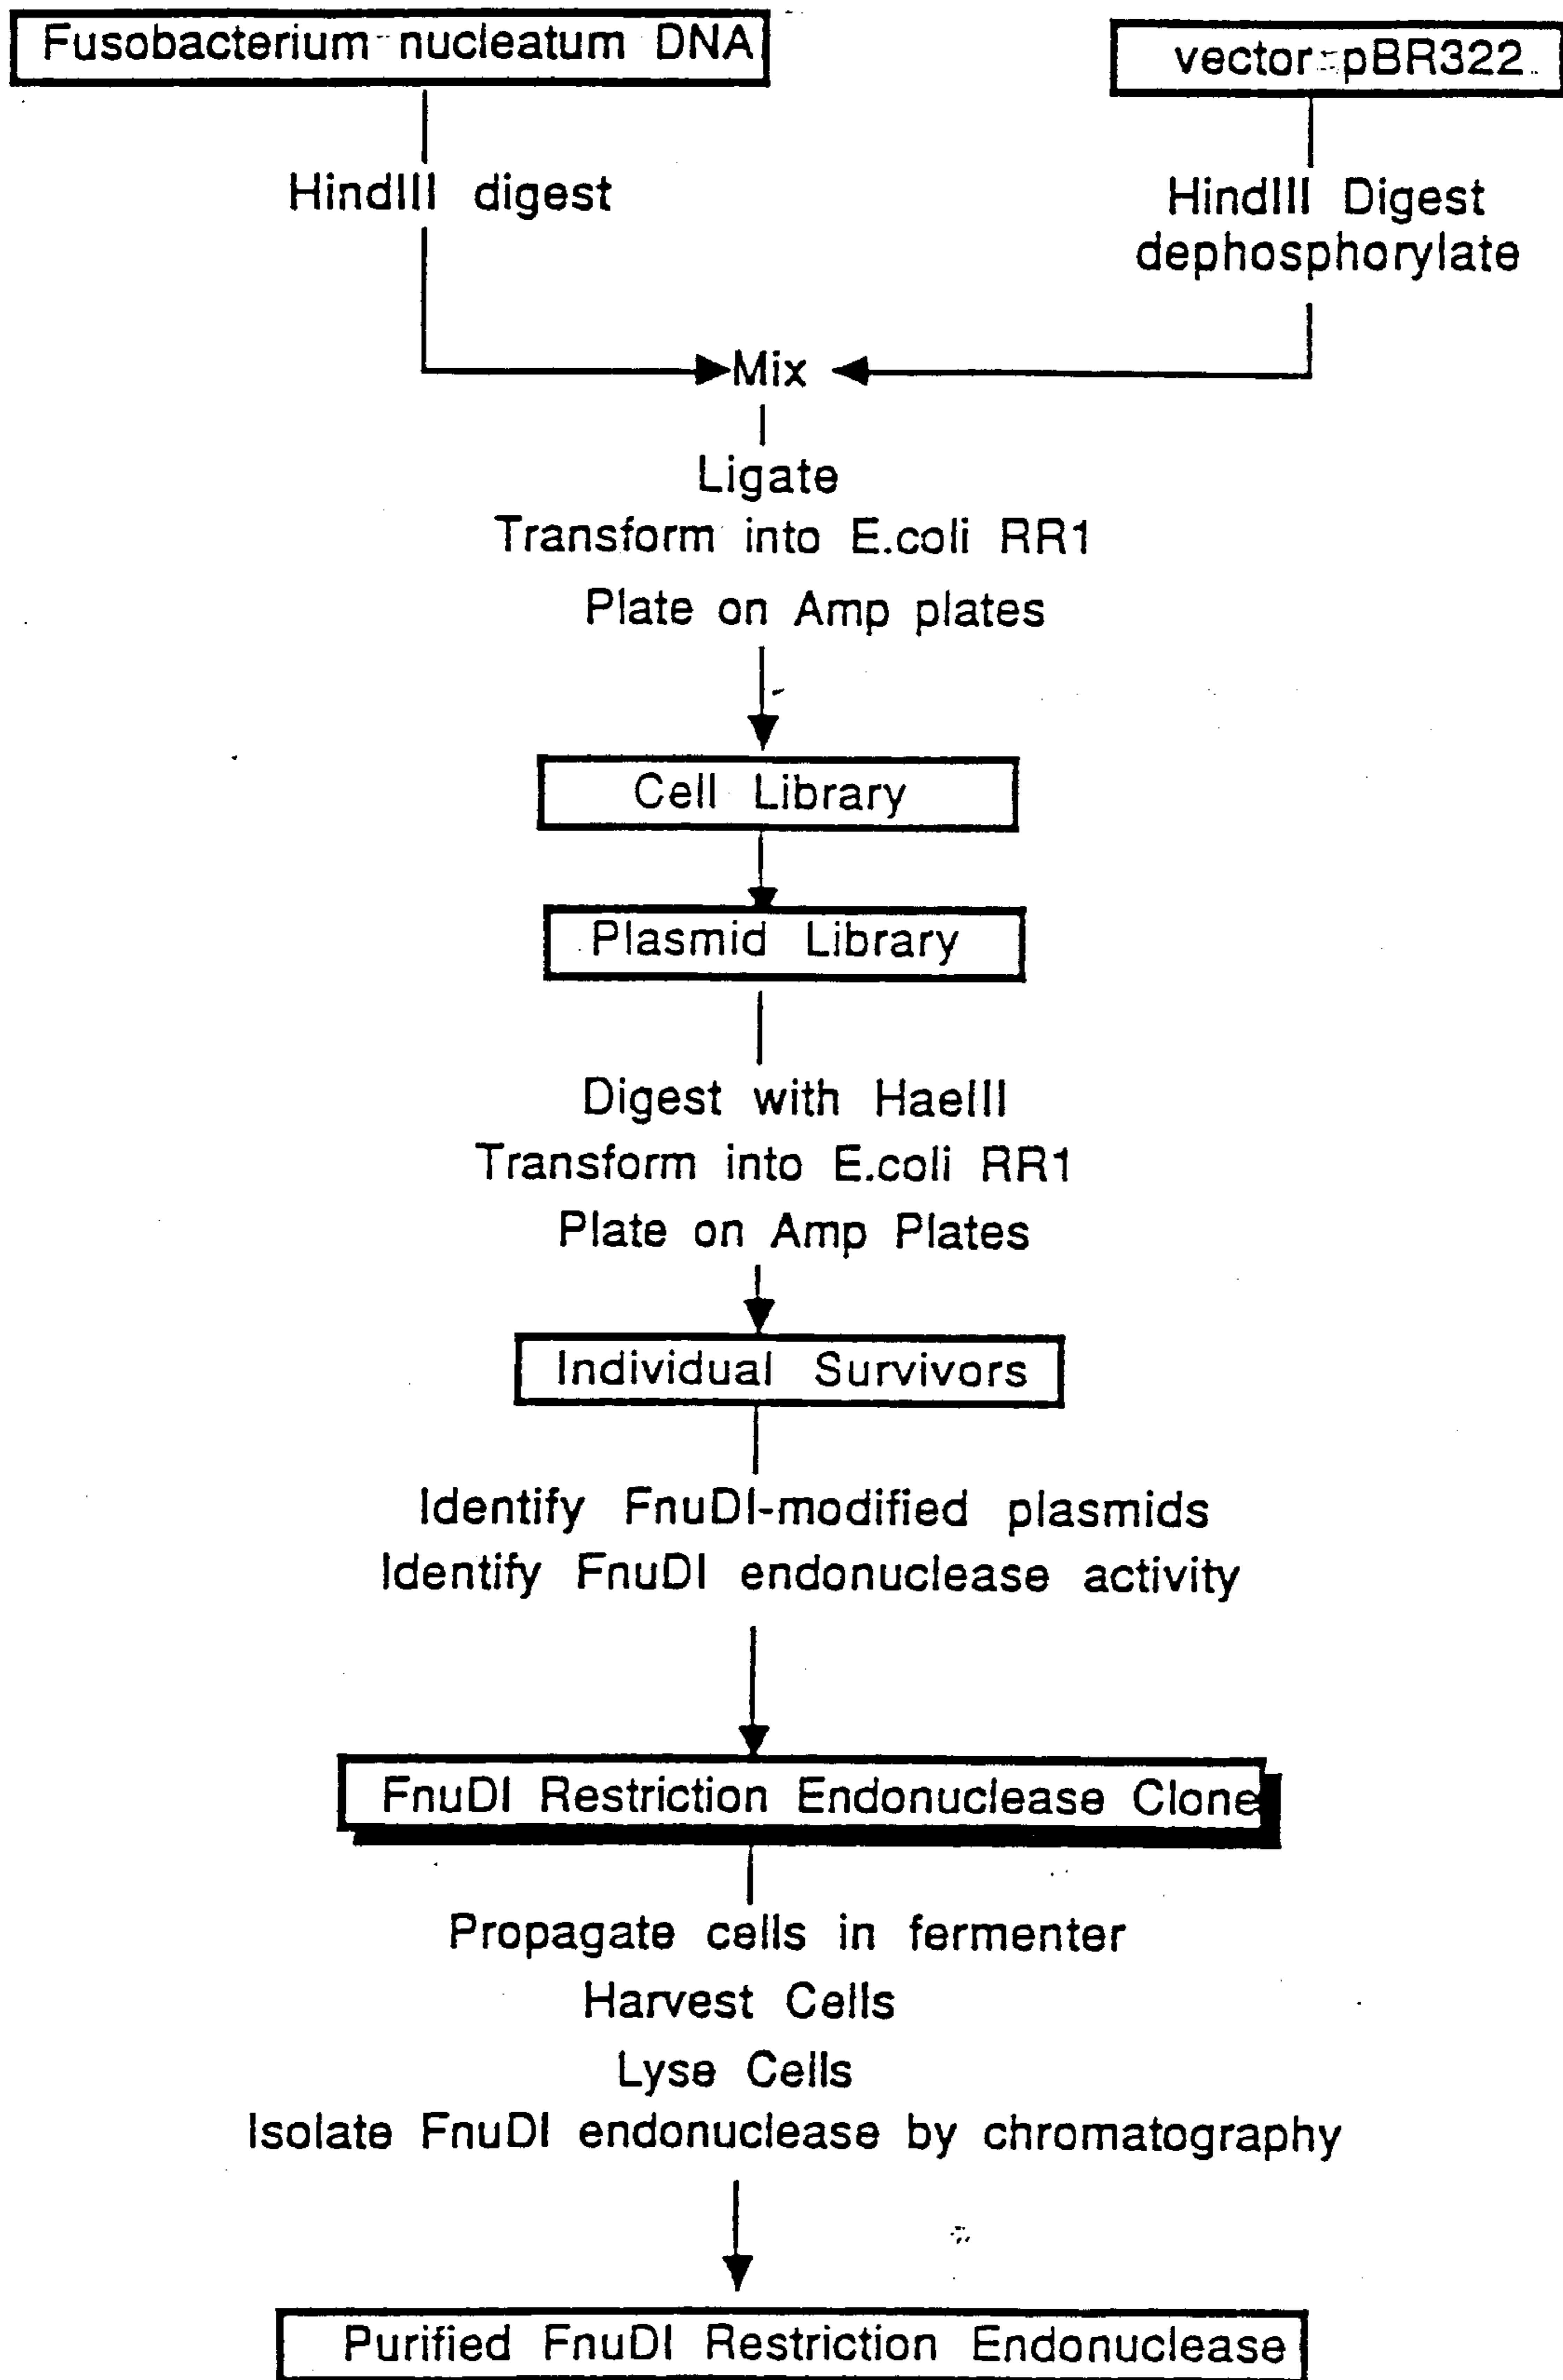 Fusobacterium nucleatum DNA
vector pBR322
HindIII digest
HindIII Digest
dephosphorylate
Mix
Ligate
Transform into E.coli RR1
Plate on Amp plates
Cell Library
Plasmid Library
Digest with HaeIII
Transform into E.coli RR1
Plate on Amp Plates
Individual Survivors
Identify FnuDI-modified plasmids
Identify FnuDI endonuclease activity
FnuDI Restriction Endonuclease Clone
Propagate cells in fermenter
Harvest Cells
Lyse Cells
Isolate FnuDI endonuclease by chromatography
Purified FnuDI Restriction Endonuclease